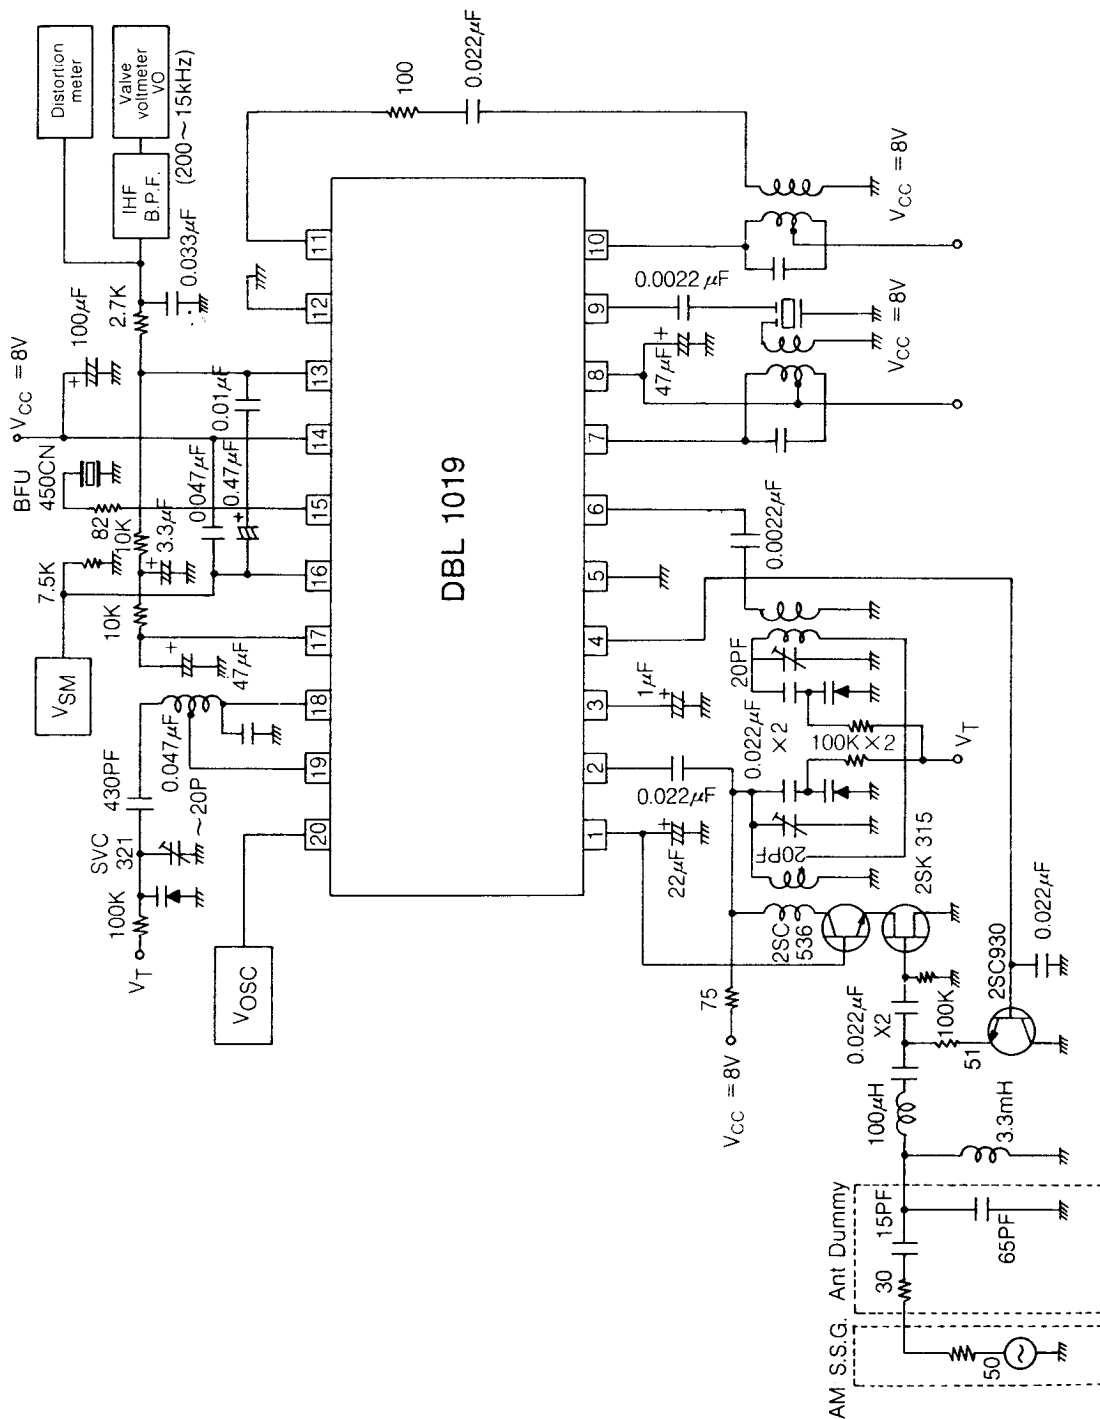 Distortion
meter
Valve
voltmeter
VO
IHF
B.P.F.
(200～15kHz)
0.033μF
2.7K
100μF
VCC = 8V
BFU
450CN
82
10K
3.3μF
7.5K
10K
VSM
47μF
0.047μF
0.47μF
0.01μF
0.047μF
430PF
SVC
321
～20P
100K
VT
VOSC
100
0.022μF
20
19
18
17
16
15
14
13
12
11
DBL 1019
1
2
3
4
5
6
7
8
9
10
22μF
0.022μF
1μF
0.0022μF
47μF
0.0022μF
VCC = 8V
VCC = 8V
20PF
0.022μF
X2
100K X2
VT
20PF
2SK 315
2SC
536
75
VCC = 8V
0.022μF
X2
100K
51
2SC930
0.022μF
100μH
3.3mH
Ant Dummy
15PF
30
65PF
AM S.S.G.
50